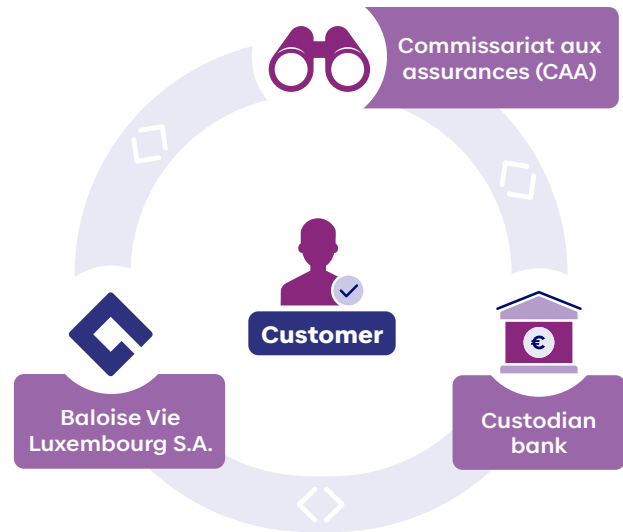 Commissariat aux
assurances (CAA)
Customer
€
Baloise Vie
Luxembourg S.A.
Custodian
bank